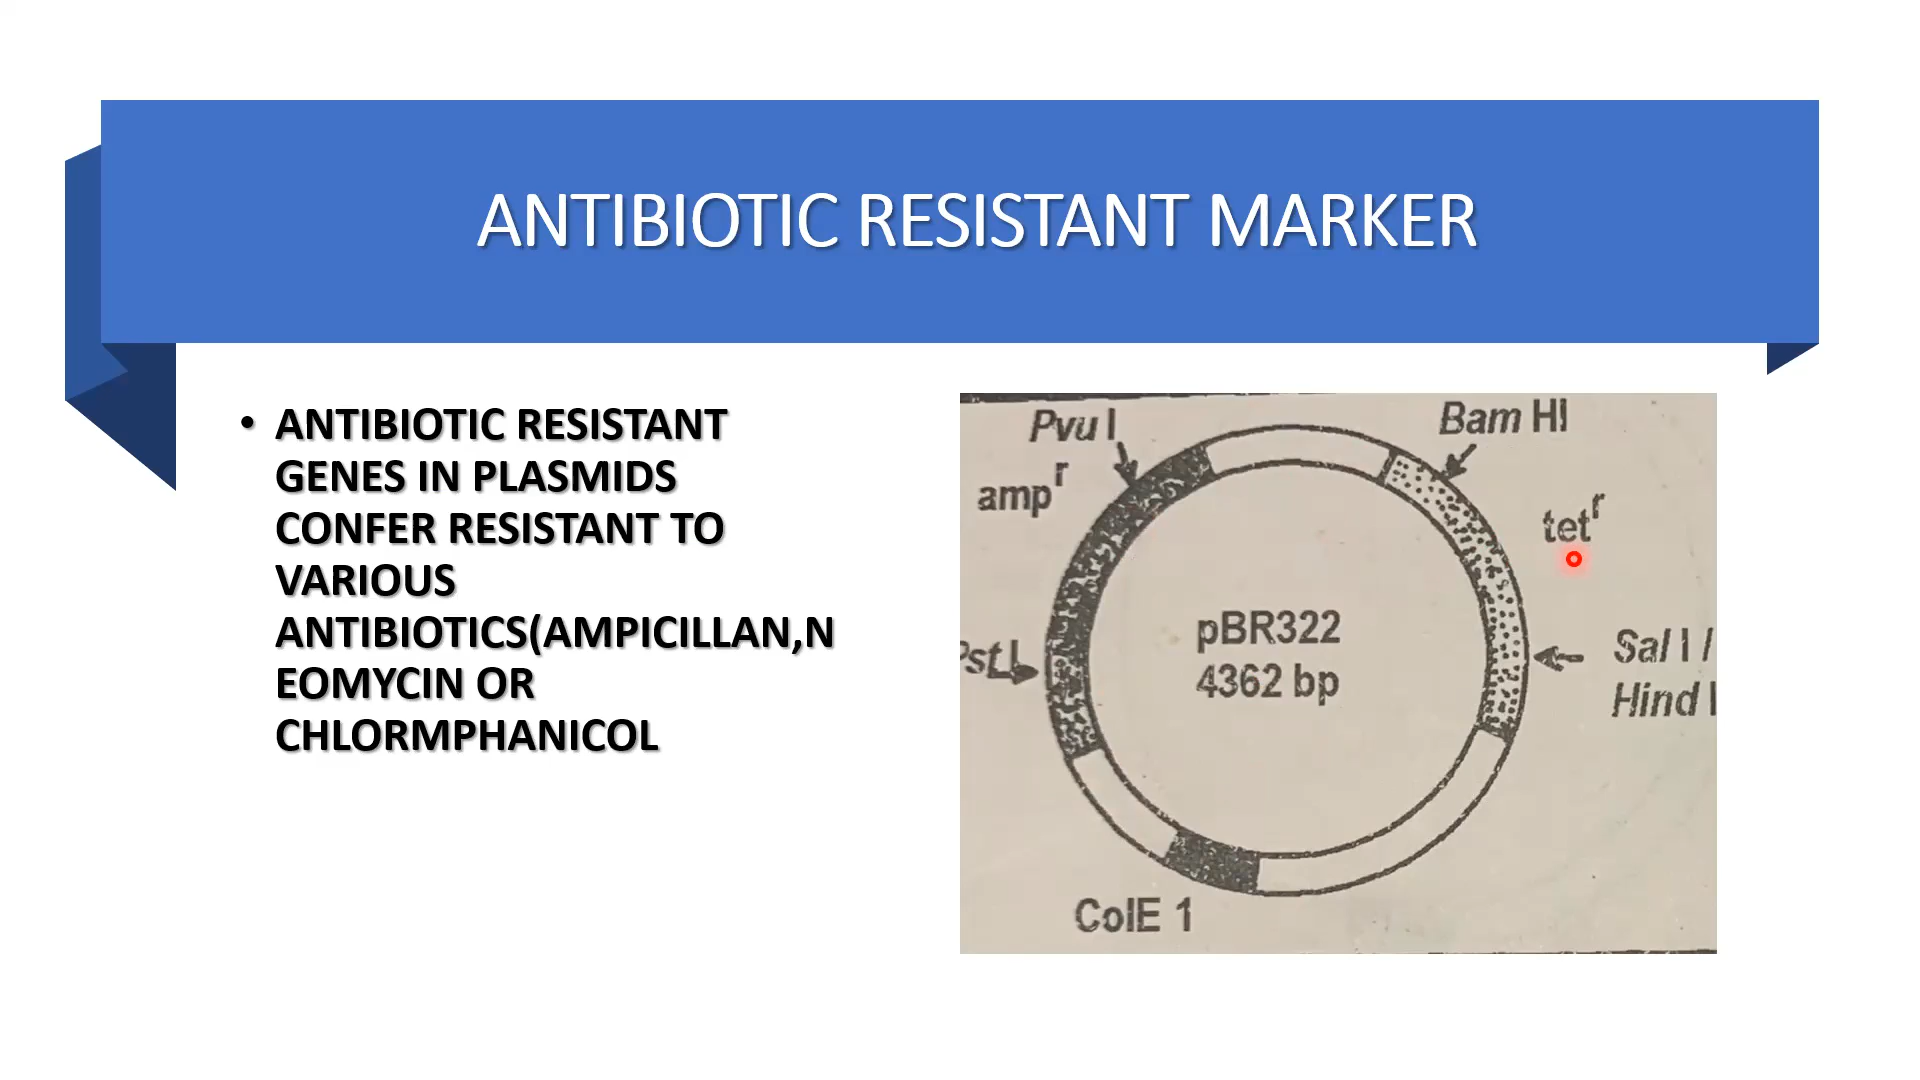 ANTIBIOTIC RESISTANT MARKER
• ANTIBIOTIC RESISTANT
GENES IN PLASMIDS
CONFER RESISTANT TO
VARIOUS
ANTIBIOTICS(AMPICILLAN,N
EOMYCIN OR
CHLORMPHANICOL
Pvu I
Bam HI
amp^r
tet^r
pBR322
4362 bp
Sal I /
Hind
ColE 1